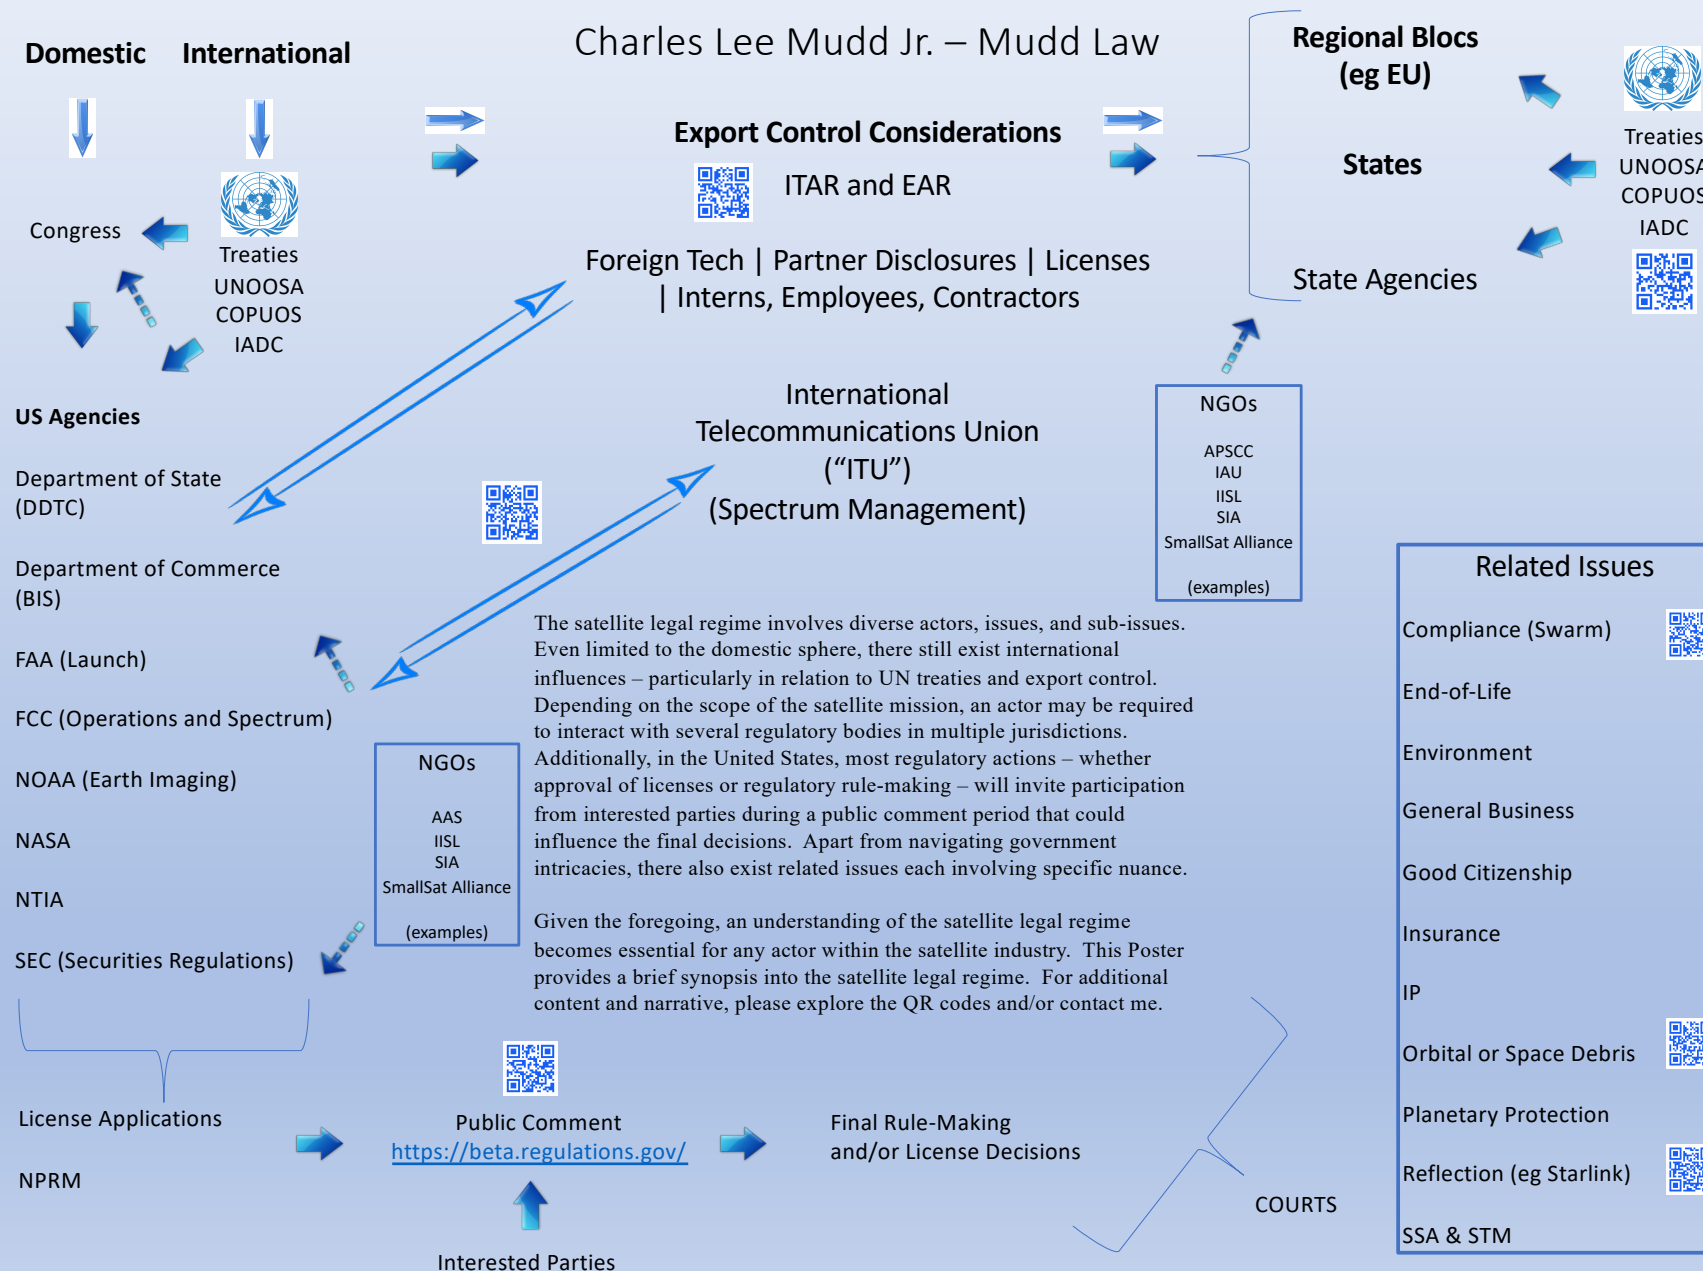 Charles Lee Mudd Jr. – Mudd Law
Domestic
International
Congress
Treaties
UNOOSA
COPUOS
IADC
US Agencies
Department of State
(DDTC)
Department of Commerce
(BIS)
FAA (Launch)
FCC (Operations and Spectrum)
NOAA (Earth Imaging)
NASA
NTIA
SEC (Securities Regulations)
License Applications
NPRM
Export Control Considerations
ITAR and EAR
Foreign Tech | Partner Disclosures | Licenses
| Interns, Employees, Contractors
International
Telecommunications Union
(“ITU”)
(Spectrum Management)
NGOs
AAS
IISL
SIA
SmallSat Alliance
(examples)
The satellite legal regime involves diverse actors, issues, and sub-issues.
Even limited to the domestic sphere, there still exist international
influences – particularly in relation to UN treaties and export control.
Depending on the scope of the satellite mission, an actor may be required
to interact with several regulatory bodies in multiple jurisdictions.
Additionally, in the United States, most regulatory actions – whether
approval of licenses or regulatory rule-making – will invite participation
from interested parties during a public comment period that could
influence the final decisions.  Apart from navigating government
intricacies, there also exist related issues each involving specific nuance.
Given the foregoing, an understanding of the satellite legal regime
becomes essential for any actor within the satellite industry.  This Poster
provides a brief synopsis into the satellite legal regime.  For additional
content and narrative, please explore the QR codes and/or contact me.
Public Comment
https://beta.regulations.gov/
Interested Parties
Final Rule-Making
and/or License Decisions
COURTS
Regional Blocs
(eg EU)
States
State Agencies
Treaties
UNOOSA
COPUOS
IADC
NGOs
APSCC
IAU
IISL
SIA
SmallSat Alliance
(examples)
Related Issues
Compliance (Swarm)
End-of-Life
Environment
General Business
Good Citizenship
Insurance
IP
Orbital or Space Debris
Planetary Protection
Reflection (eg Starlink)
SSA & STM